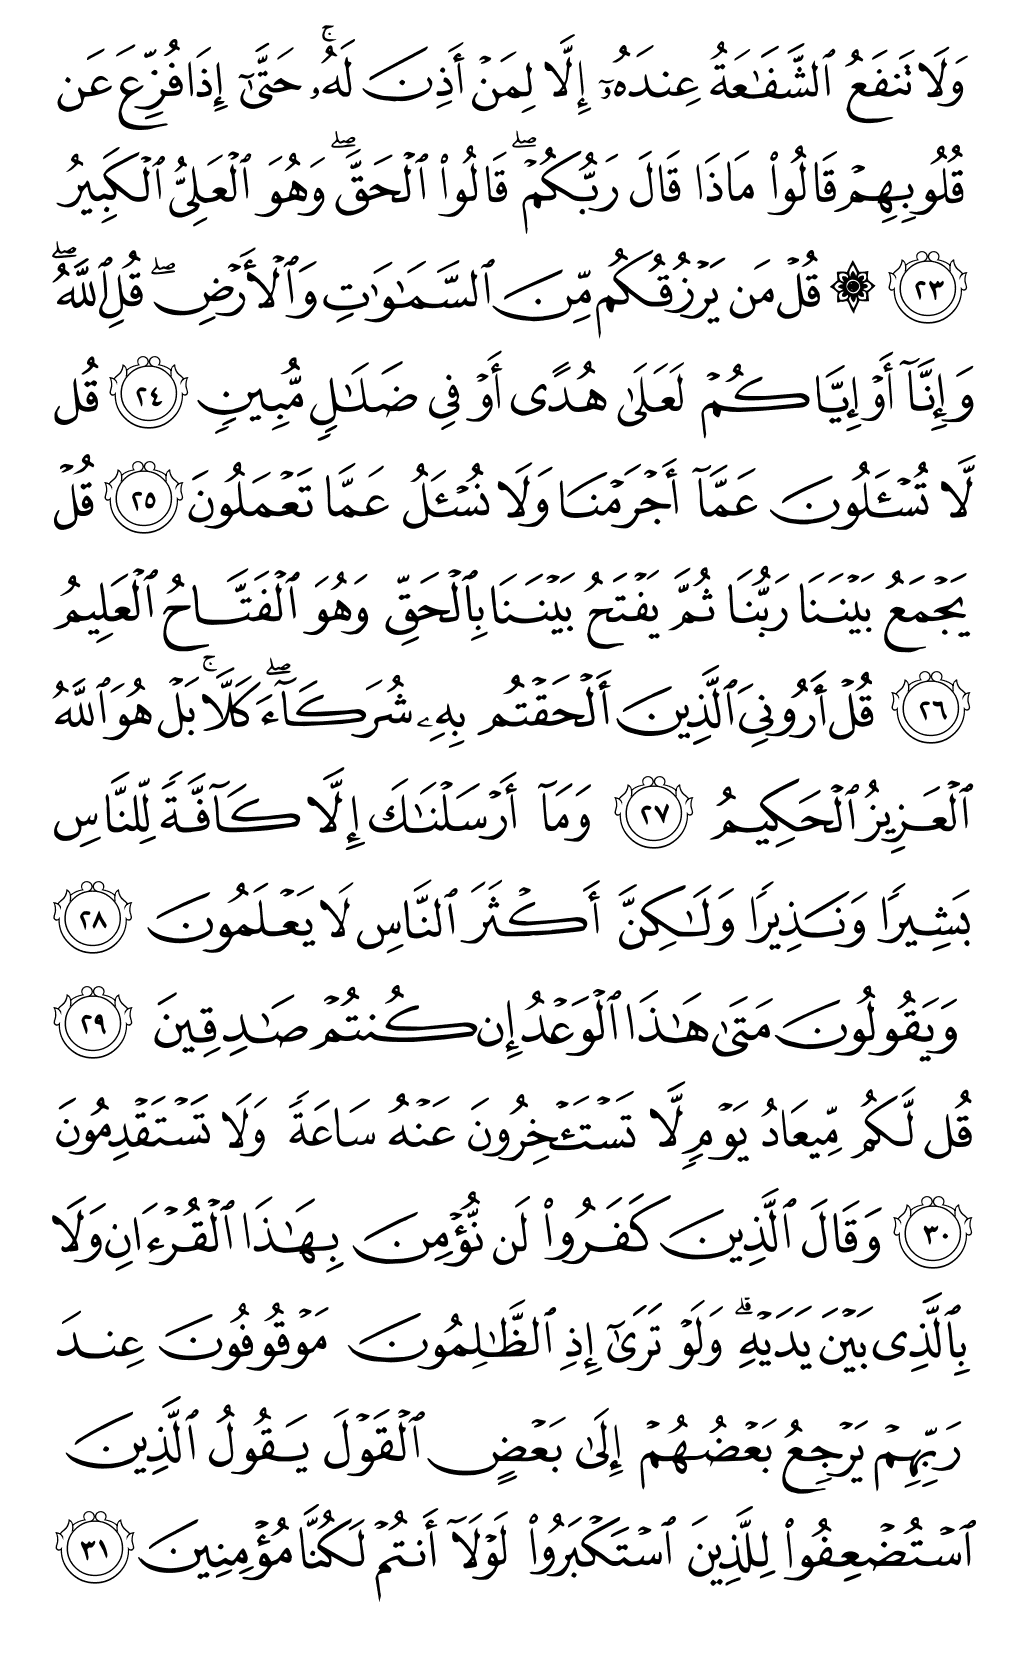 وَلَا تَنفَعُ ٱلشَّفَٰعَةُ عِندَهُۥٓ إِلَّا لِمَنْ أَذِنَ لَهُۥۚ حَتَّىٰٓ إِذَا فُزِّعَ عَن
قُلُوبِهِمْ قَالُوا۟ مَاذَا قَالَ رَبُّكُمْۖ قَالُوا۟ ٱلْحَقَّۖ وَهُوَ ٱلْعَلِىُّ ٱلْكَبِيرُ
٢٣ ۞ قُلْ مَن يَرْزُقُكُم مِّنَ ٱلسَّمَٰوَٰتِ وَٱلْأَرْضِۖ قُلِ ٱللَّهُۖ
وَإِنَّآ أَوْ إِيَّاكُمْ لَعَلَىٰ هُدًى أَوْ فِى ضَلَٰلٍ مُّبِينٍ ٢٤ قُل
لَّا تُسْـَٔلُونَ عَمَّآ أَجْرَمْنَا وَلَا نُسْـَٔلُ عَمَّا تَعْمَلُونَ ٢٥ قُلْ
يَجْمَعُ بَيْنَنَا رَبُّنَا ثُمَّ يَفْتَحُ بَيْنَنَا بِٱلْحَقِّ وَهُوَ ٱلْفَتَّاحُ ٱلْعَلِيمُ
٢٦ قُلْ أَرُونِىَ ٱلَّذِينَ أَلْحَقْتُم بِهِۦ شُرَكَآءَۖ كَلَّاۚ بَلْ هُوَ ٱللَّهُ
ٱلْعَزِيزُ ٱلْحَكِيمُ ٢٧ وَمَآ أَرْسَلْنَٰكَ إِلَّا كَآفَّةً لِّلنَّاسِ
بَشِيرًا وَنَذِيرًا وَلَٰكِنَّ أَكْثَرَ ٱلنَّاسِ لَا يَعْلَمُونَ ٢٨
وَيَقُولُونَ مَتَىٰ هَٰذَا ٱلْوَعْدُ إِن كُنتُمْ صَٰدِقِينَ ٢٩
قُل لَّكُم مِّيعَادُ يَوْمٍ لَّا تَسْتَـْٔخِرُونَ عَنْهُ سَاعَةً وَلَا تَسْتَقْدِمُونَ
٣٠ وَقَالَ ٱلَّذِينَ كَفَرُوا۟ لَن نُّؤْمِنَ بِهَٰذَا ٱلْقُرْءَانِ وَلَا
بِٱلَّذِى بَيْنَ يَدَيْهِۗ وَلَوْ تَرَىٰٓ إِذِ ٱلظَّٰلِمُونَ مَوْقُوفُونَ عِندَ
رَبِّهِمْ يَرْجِعُ بَعْضُهُمْ إِلَىٰ بَعْضٍ ٱلْقَوْلَ يَقُولُ ٱلَّذِينَ
ٱسْتُضْعِفُوا۟ لِلَّذِينَ ٱسْتَكْبَرُوا۟ لَوْلَآ أَنتُمْ لَكُنَّا مُؤْمِنِينَ ٣١